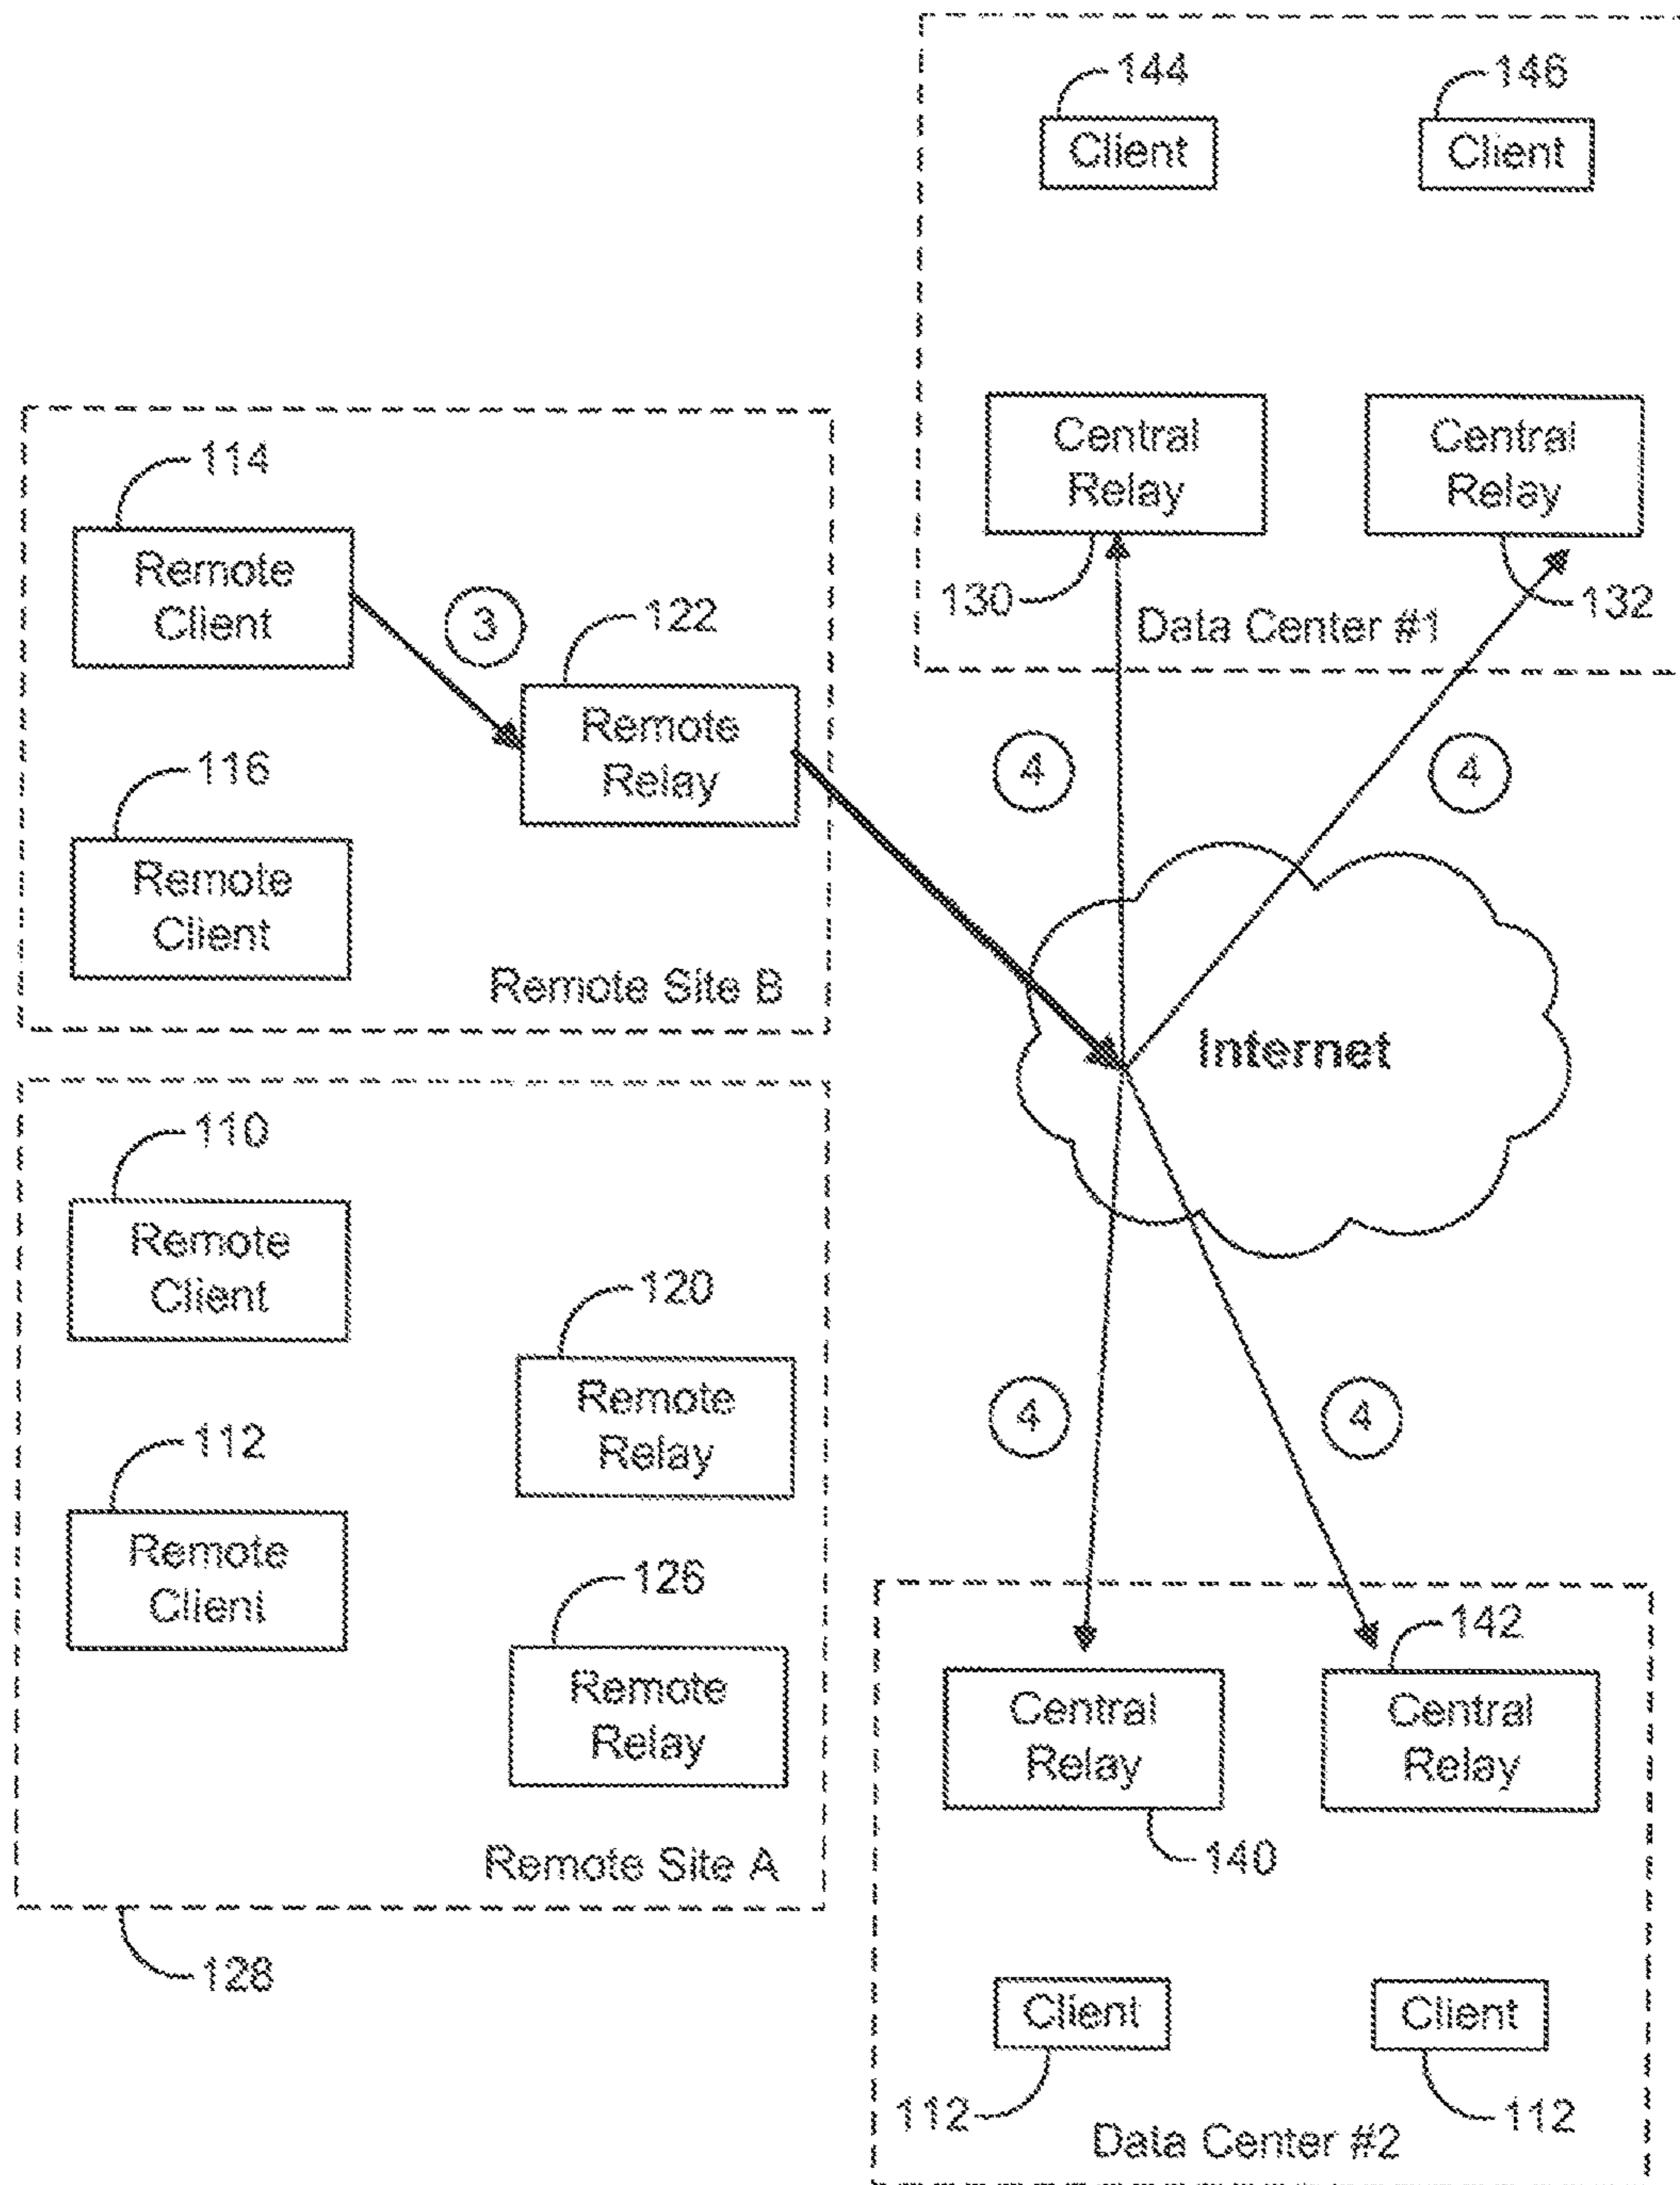 144
146
Client
Client
Central
Relay
Central
Relay
130
132
Data Center #1
114
Remote
Client
3
122
Remote
Relay
116
Remote
Client
Remote Site B
4
4
Internet
110
Remote
Client
120
Remote
Relay
112
Remote
Client
126
Remote
Relay
Remote Site A
128
4
4
142
Central
Relay
Central
Relay
140
Client
Client
112
112
Data Center #2